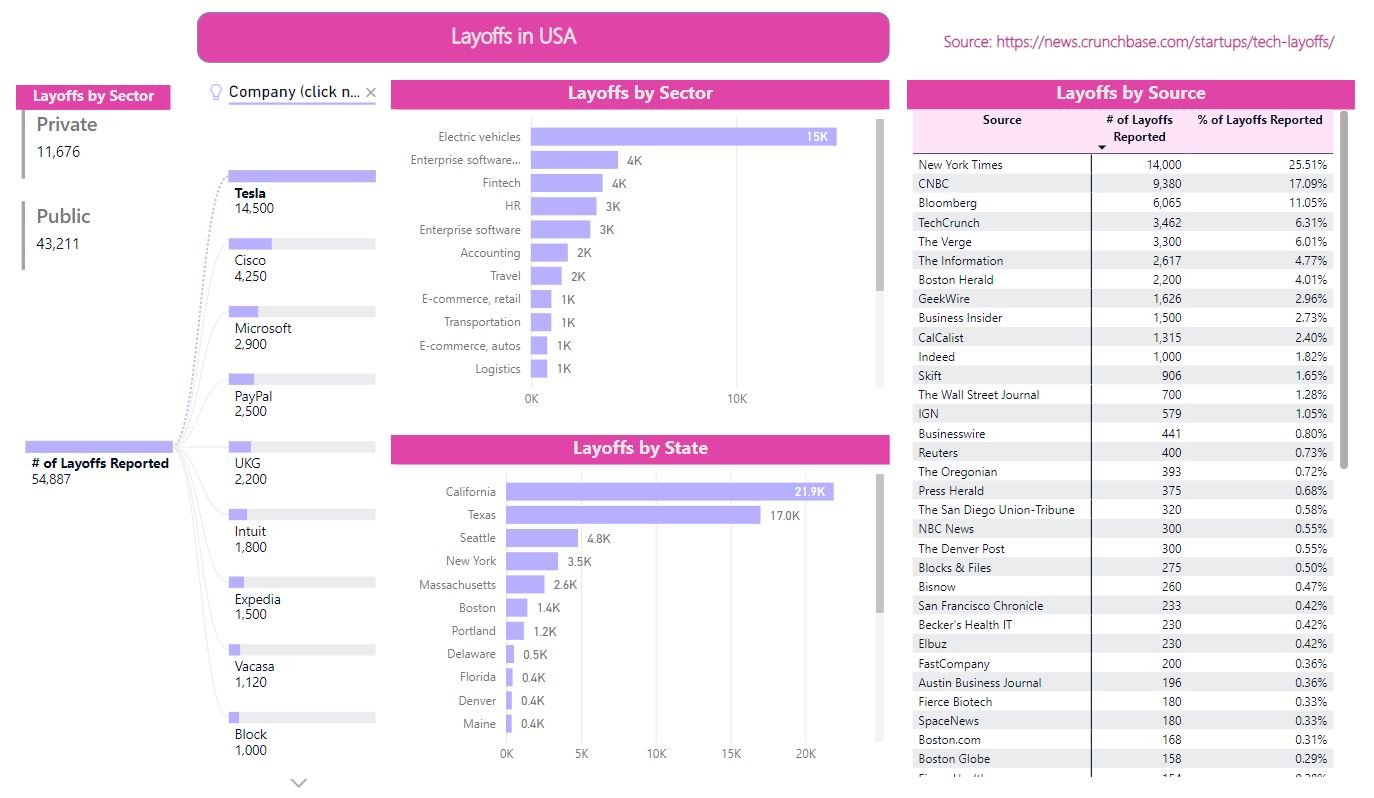 Layoffs in USA
Source: https://news.crunchbase.com/startups/tech-layoffs/
Layoffs by Sector
Private
11,676
Public
43,211
# of Layoffs Reported
54,887
Company (click n...
Tesla
14,500
Cisco
4,250
Microsoft
2,900
PayPal
2,500
UKG
2,200
Intuit
1,800
Expedia
1,500
Vacasa
1,120
Block
1,000
Layoffs by Sector
Electric vehicles 15K
Enterprise software... 4K
Fintech 4K
HR 3K
Enterprise software 3K
Accounting 2K
Travel 2K
E-commerce, retail 1K
Transportation 1K
E-commerce, autos 1K
Logistics 1K
0K 10K
Layoffs by State
California 21.9K
Texas 17.0K
Seattle 4.8K
New York 3.5K
Massachusetts 2.6K
Boston 1.4K
Portland 1.2K
Delaware 0.5K
Florida 0.4K
Denver 0.4K
Maine 0.4K
0K 5K 10K 15K 20K
Layoffs by Source
Source # of Layoffs Reported % of Layoffs Reported
New York Times 14,000 25.51%
CNBC 9,380 17.09%
Bloomberg 6,065 11.05%
TechCrunch 3,462 6.31%
The Verge 3,300 6.01%
The Information 2,617 4.77%
Boston Herald 2,200 4.01%
GeekWire 1,626 2.96%
Business Insider 1,500 2.73%
CalCalist 1,315 2.40%
Indeed 1,000 1.82%
Skift 906 1.65%
The Wall Street Journal 700 1.28%
IGN 579 1.05%
Businesswire 441 0.80%
Reuters 400 0.73%
The Oregonian 393 0.72%
Press Herald 375 0.68%
The San Diego Union-Tribune 320 0.58%
NBC News 300 0.55%
The Denver Post 300 0.55%
Blocks & Files 275 0.50%
Bisnow 260 0.47%
San Francisco Chronicle 233 0.42%
Becker's Health IT 230 0.42%
Elbuz 230 0.42%
FastCompany 200 0.36%
Austin Business Journal 196 0.36%
Fierce Biotech 180 0.33%
SpaceNews 180 0.33%
Boston.com 168 0.31%
Boston Globe 158 0.29%